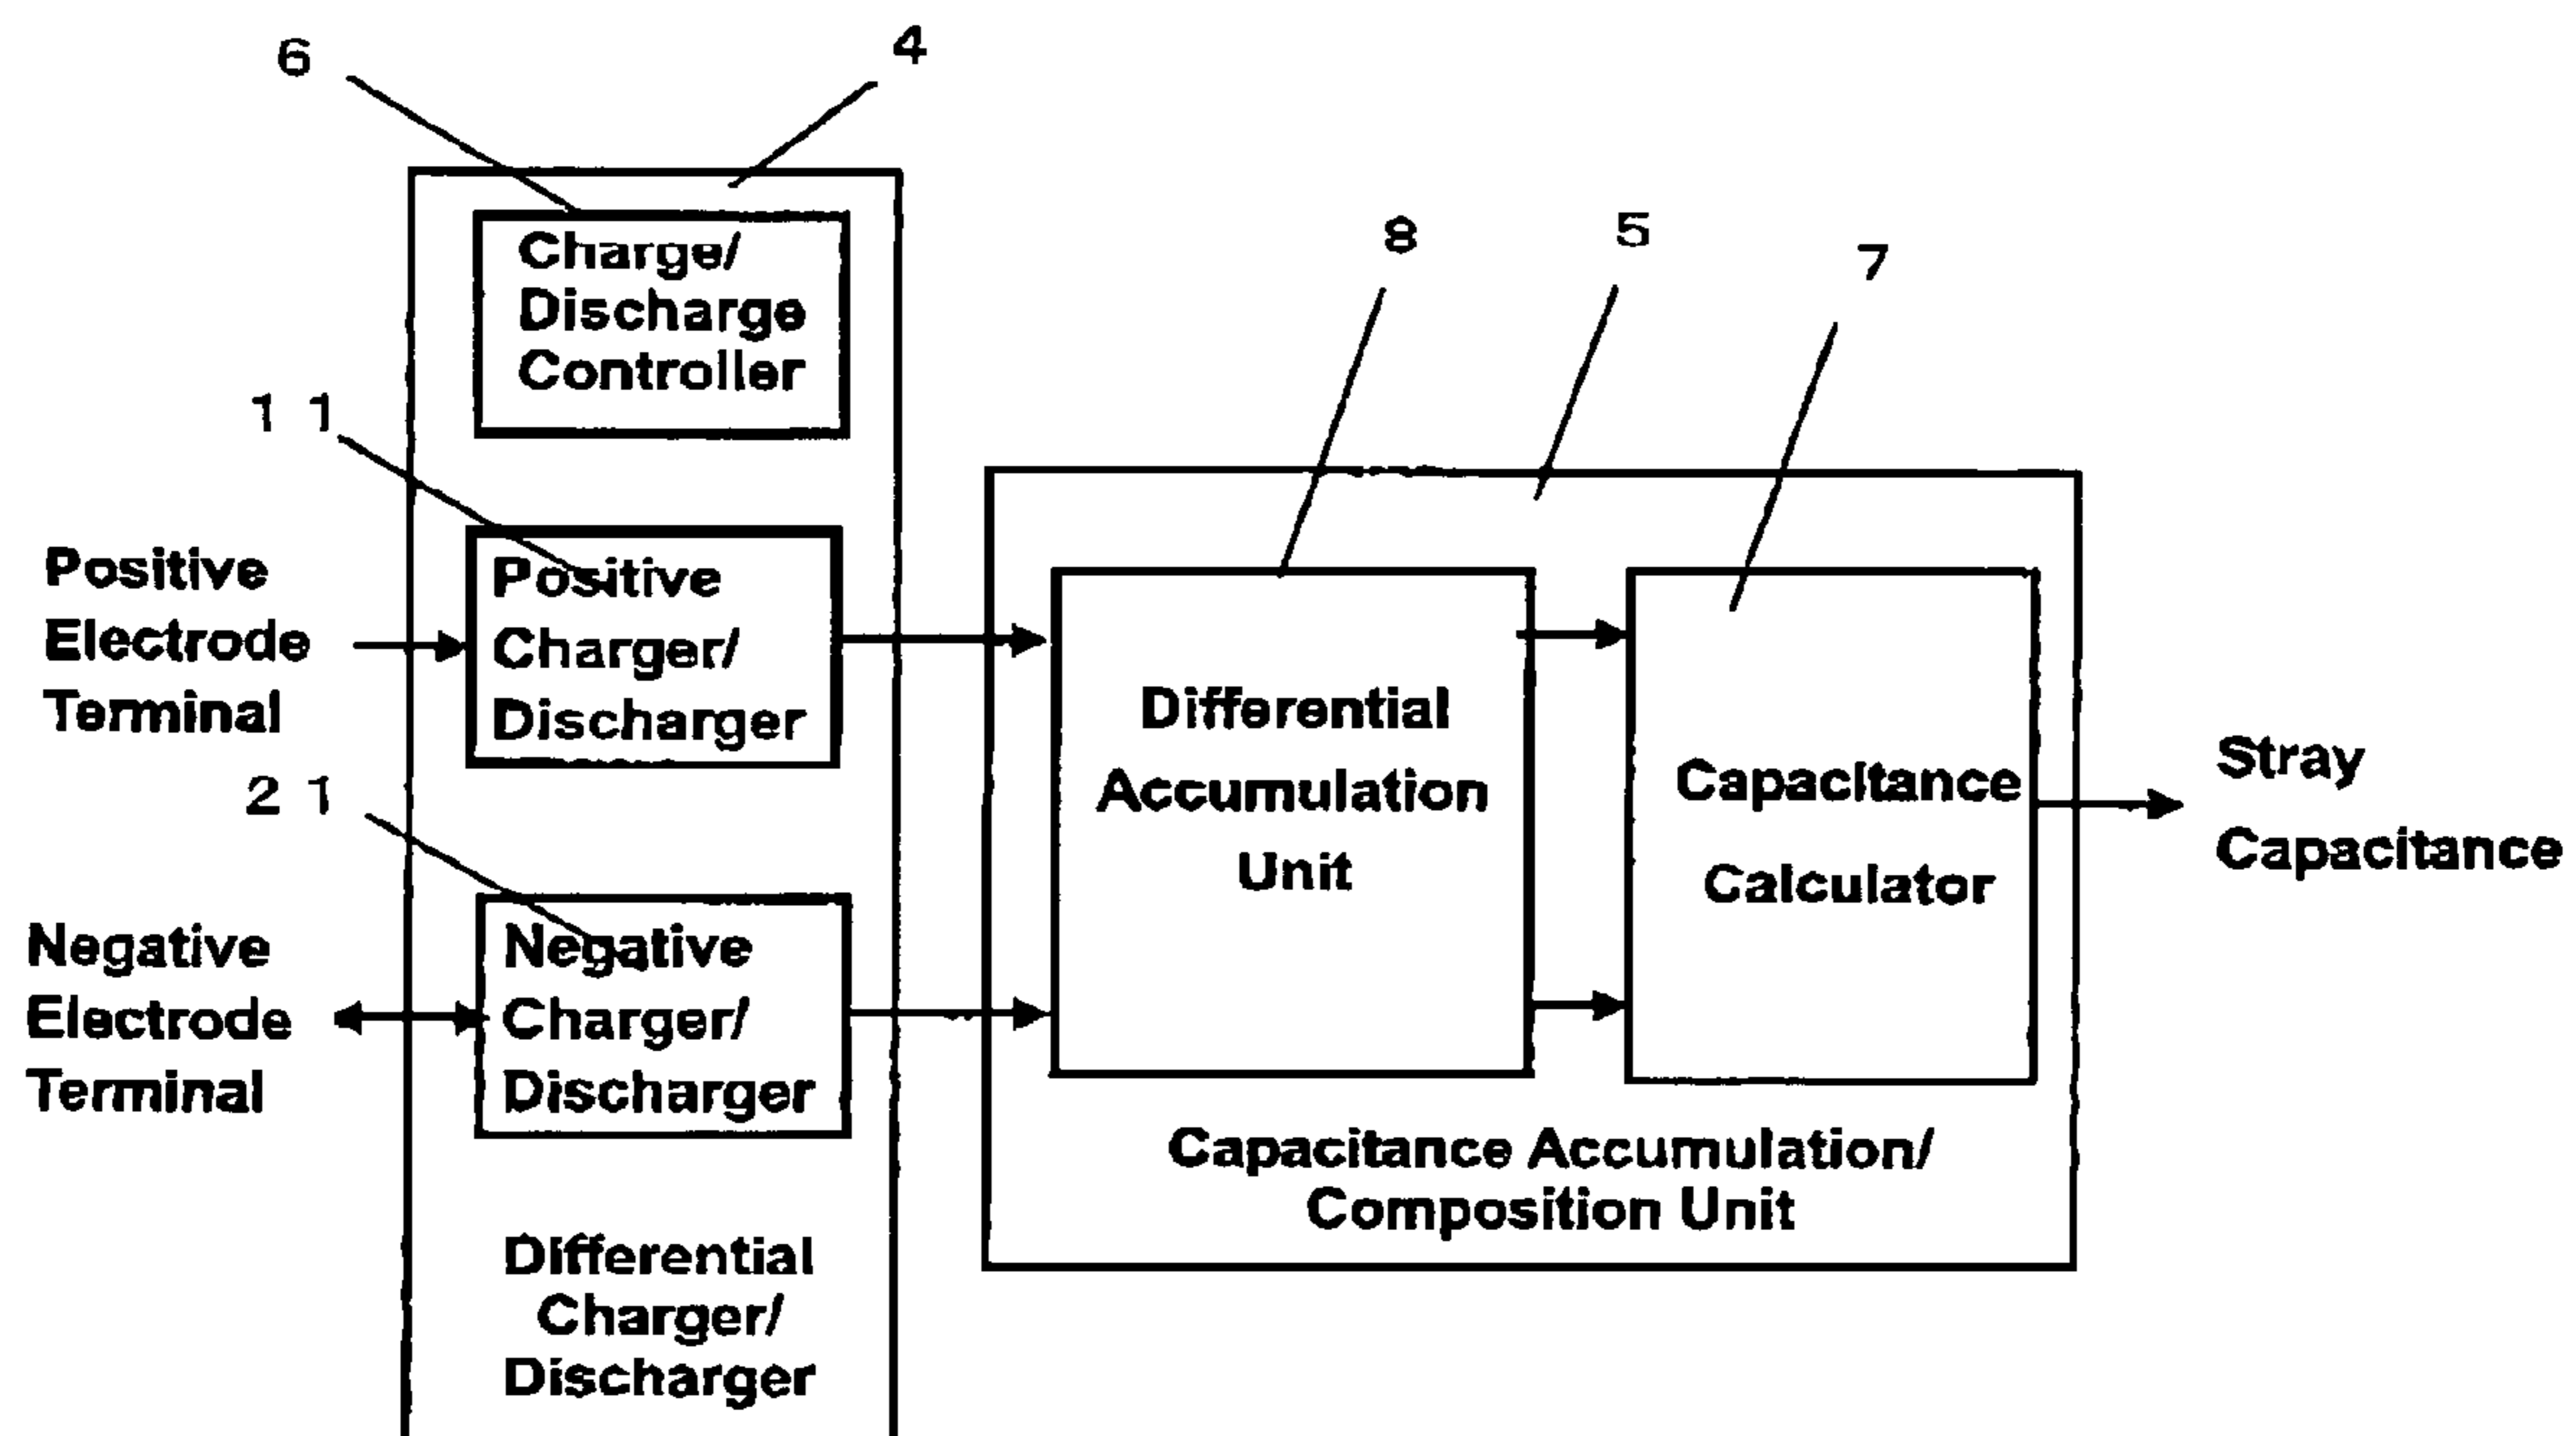 6
4
Charge/
Discharge
Controller
8
5
7
1 1
Positive
Electrode
Terminal
Positive
Charger/
Discharger
Differential
Accumulation
Unit
Capacitance
Calculator
Stray
Capacitance
2 1
Negative
Electrode
Terminal
Negative
Charger/
Discharger
Capacitance Accumulation/
Composition Unit
Differential
Charger/
Discharger